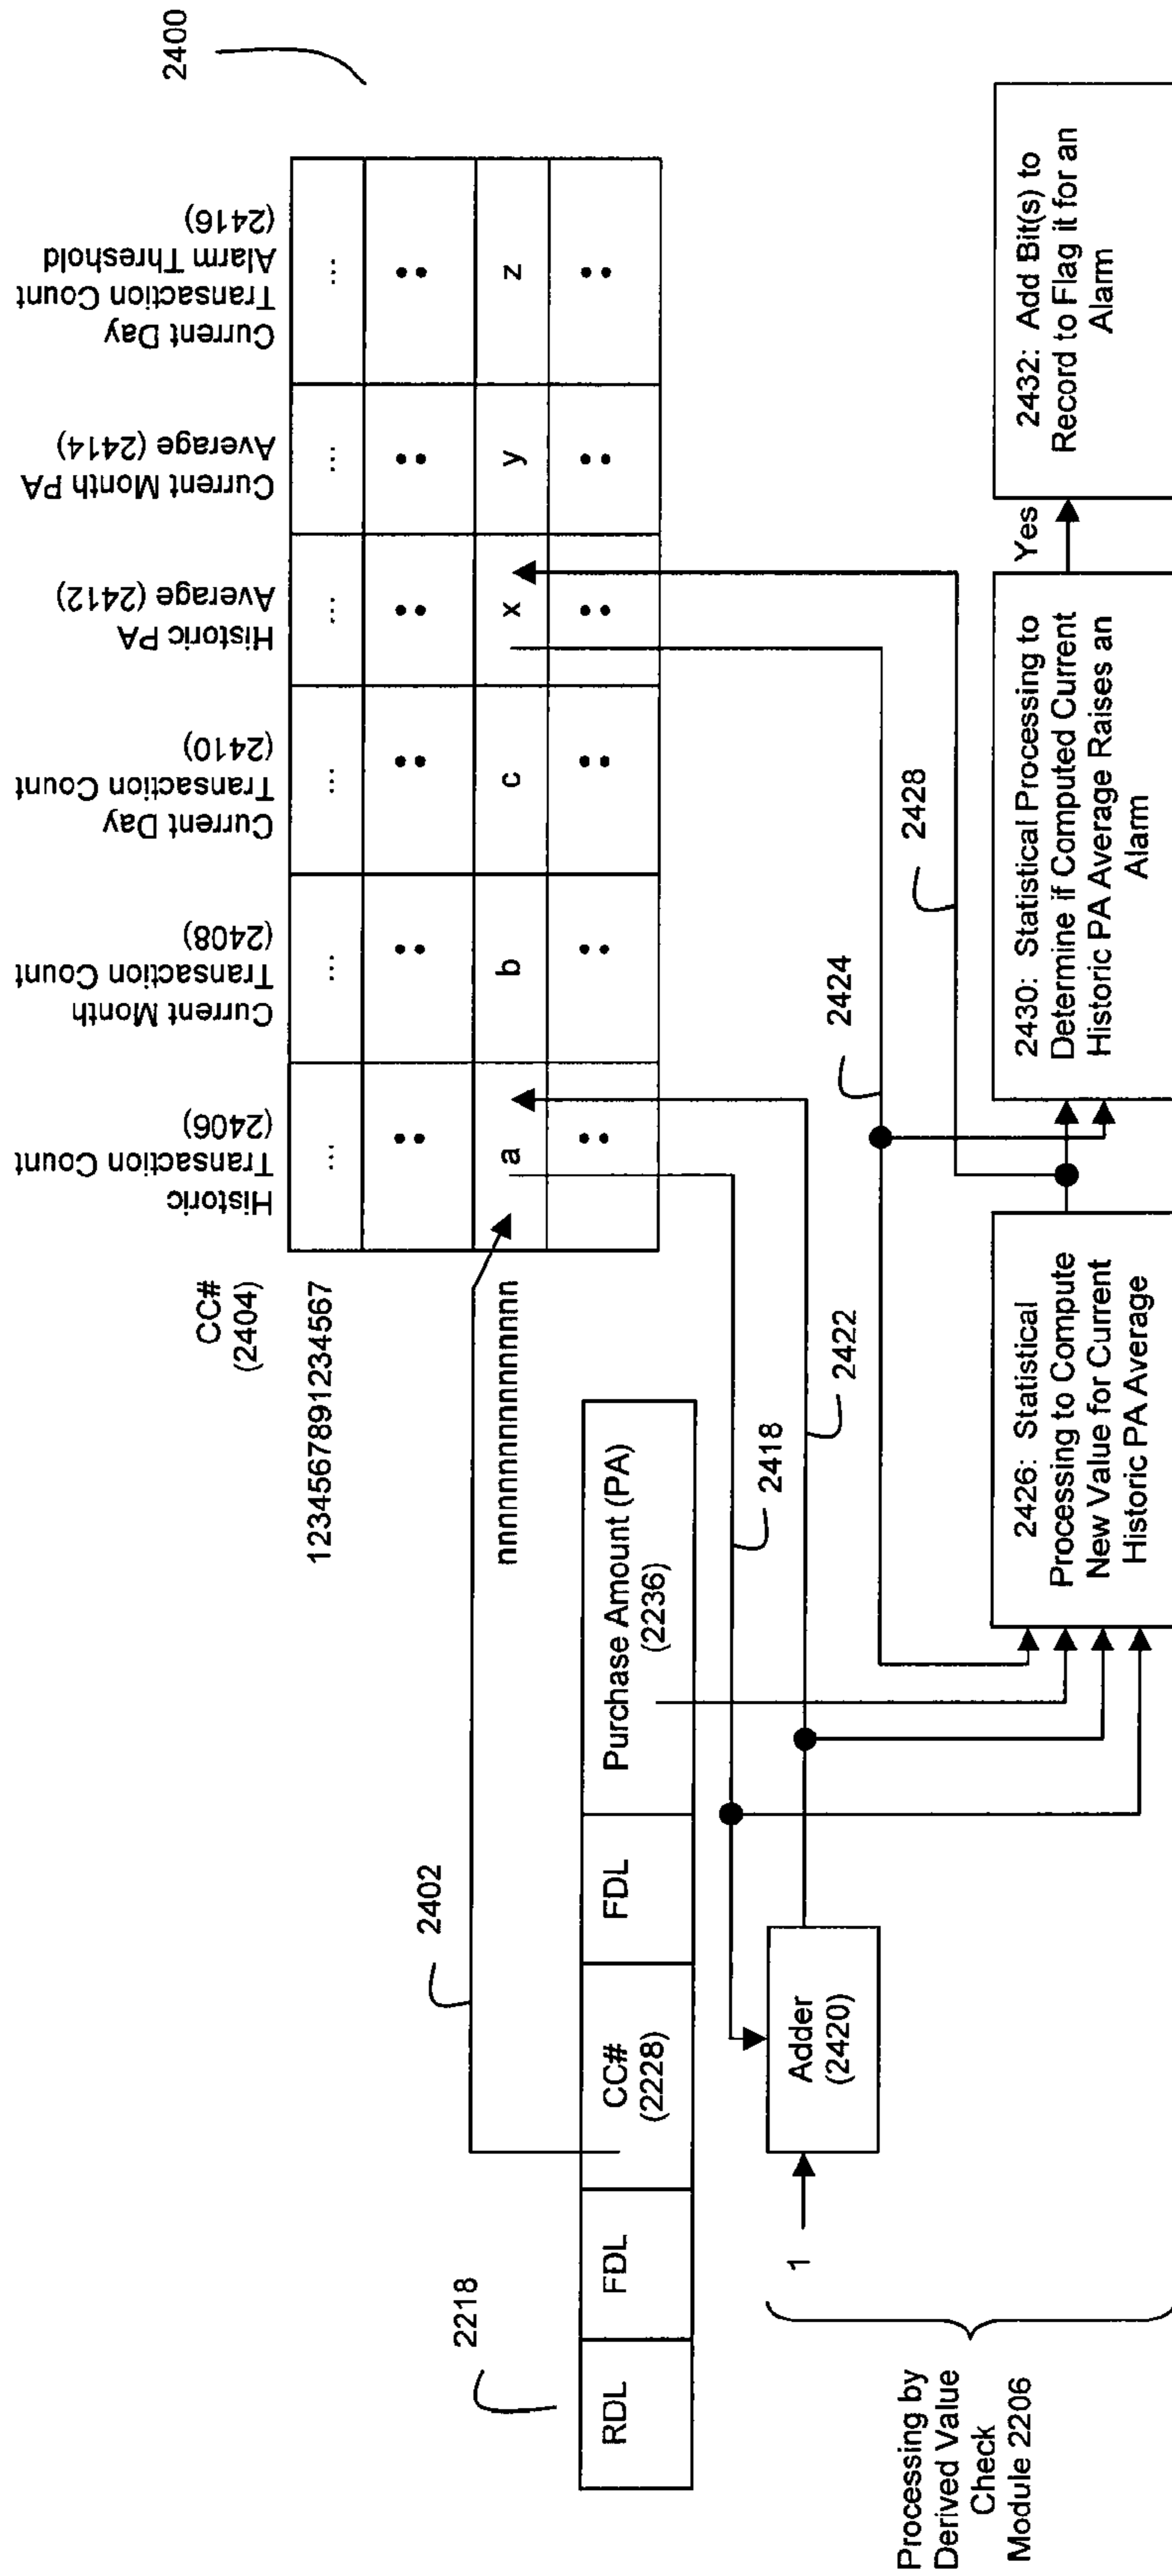 2400
Historic
Transaction Count
(2406)
Current Month
Transaction Count
(2408)
Current Day
Transaction Count
(2410)
Historic PA
Average (2412)
Current Month PA
Average (2414)
Current Day
Transaction Count
Alarm Threshold
(2416)
CC#
(2404)
1234567891234567
... ... ... ... ... ...
nnnnnnnnnnnnnnn
a b c x y z
2402
2218
RDL
FDL
CC#
(2228)
FDL
Purchase Amount (PA)
(2236)
2418
2422
2424
2428
1
Adder
(2420)
Processing by
Derived Value
Check
Module 2206
2426: Statistical
Processing to Compute
New Value for Current
Historic PA Average
2430: Statistical Processing to
Determine if Computed Current
Historic PA Average Raises an
Alarm
Yes
2432: Add Bit(s) to
Record to Flag it for an
Alarm